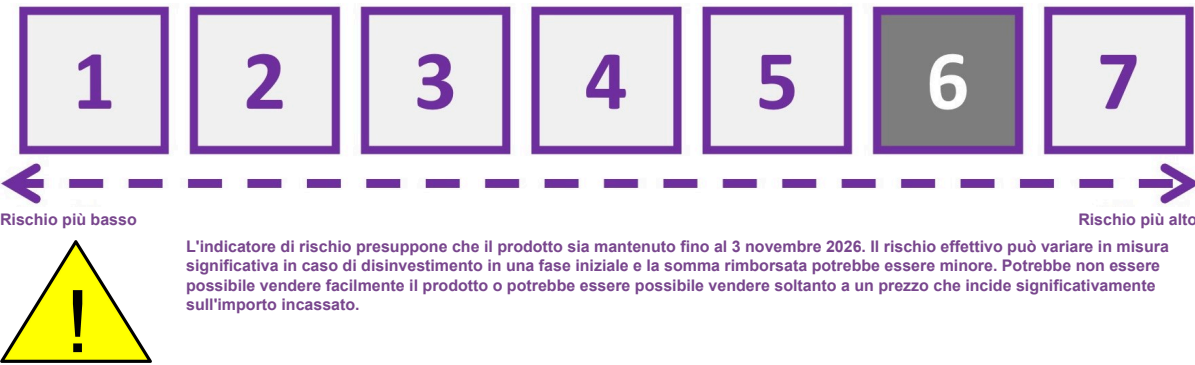 1 2 3 4 5 6 7
Rischio più basso Rischio più alto
L'indicatore di rischio presuppone che il prodotto sia mantenuto fino al 3 novembre 2026. Il rischio effettivo può variare in misura
significativa in caso di disinvestimento in una fase iniziale e la somma rimborsata potrebbe essere minore. Potrebbe non essere
possibile vendere facilmente il prodotto o potrebbe essere possibile vendere soltanto a un prezzo che incide significativamente
sull'importo incassato.
!